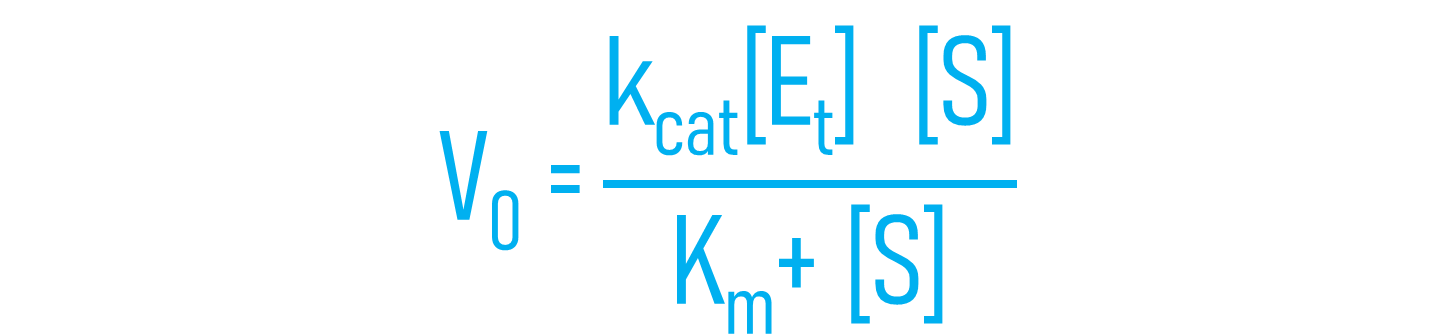 V0 = kcat[Et] [S]
Km+ [S]